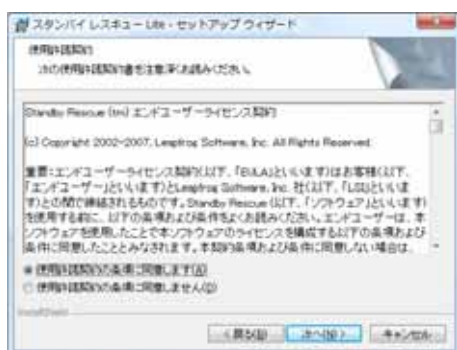 スタンバイ レスキュー Lite - セットアップ ウィザード
使用許諾契約
次の使用許諾契約書を注意深くお読みください。
Standby Rescue (tm) エンドユーザーライセンス契約
(c) Copyright 2002-2007, Leapfrog Software, Inc. All Rights Reserved.
重要：エンドユーザーライセンス契約(以下、「EULA」といいます)はお客様(以下、
「エンドユーザー」といいます)とLeapfrog Software, Inc. 社(以下、「LSI」といいま
す)との間で締結されるものです。Standby Rescue (以下、「ソフトウェア」といいます)
を使用する前に、以下の条項および条件をよくお読みください。エンドユーザーは、本
ソフトウェアを使用したことで本ソフトウェアのライセンスを構成する以下の条項および
条件に同意したこととみなされます。本契約条項および条件に同意しない場合は、
使用許諾契約の条項に同意します(A)
使用許諾契約の条項に同意しません(D)
InstallShield
< 戻る(B)
次へ(N) >
キャンセル